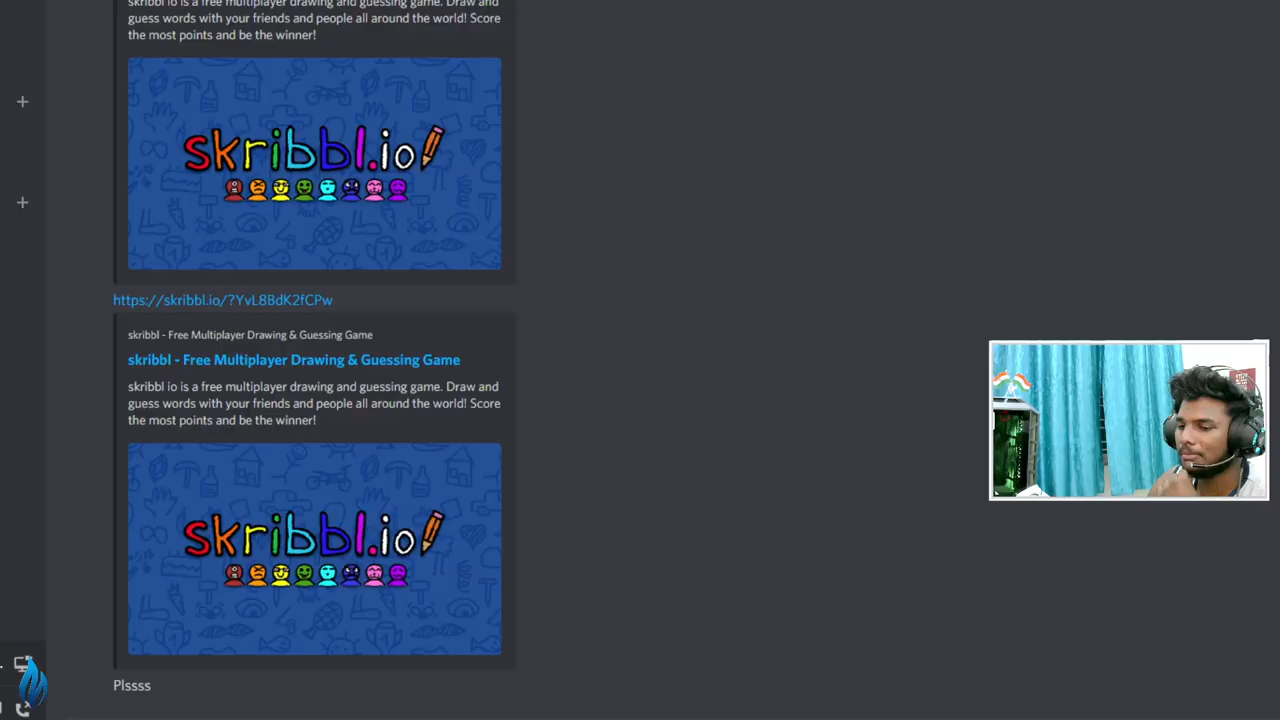 skribbl io is a free multiplayer drawing and guessing game. Draw and
guess words with your friends and people all around the world! Score
the most points and be the winner!
skribbl.io
https://skribbl.io/?YvL8BdK2fCPw
skribbl - Free Multiplayer Drawing & Guessing Game
skribbl - Free Multiplayer Drawing & Guessing Game
skribbl io is a free multiplayer drawing and guessing game. Draw and
guess words with your friends and people all around the world! Score
the most points and be the winner!
skribbl.io
Plssss